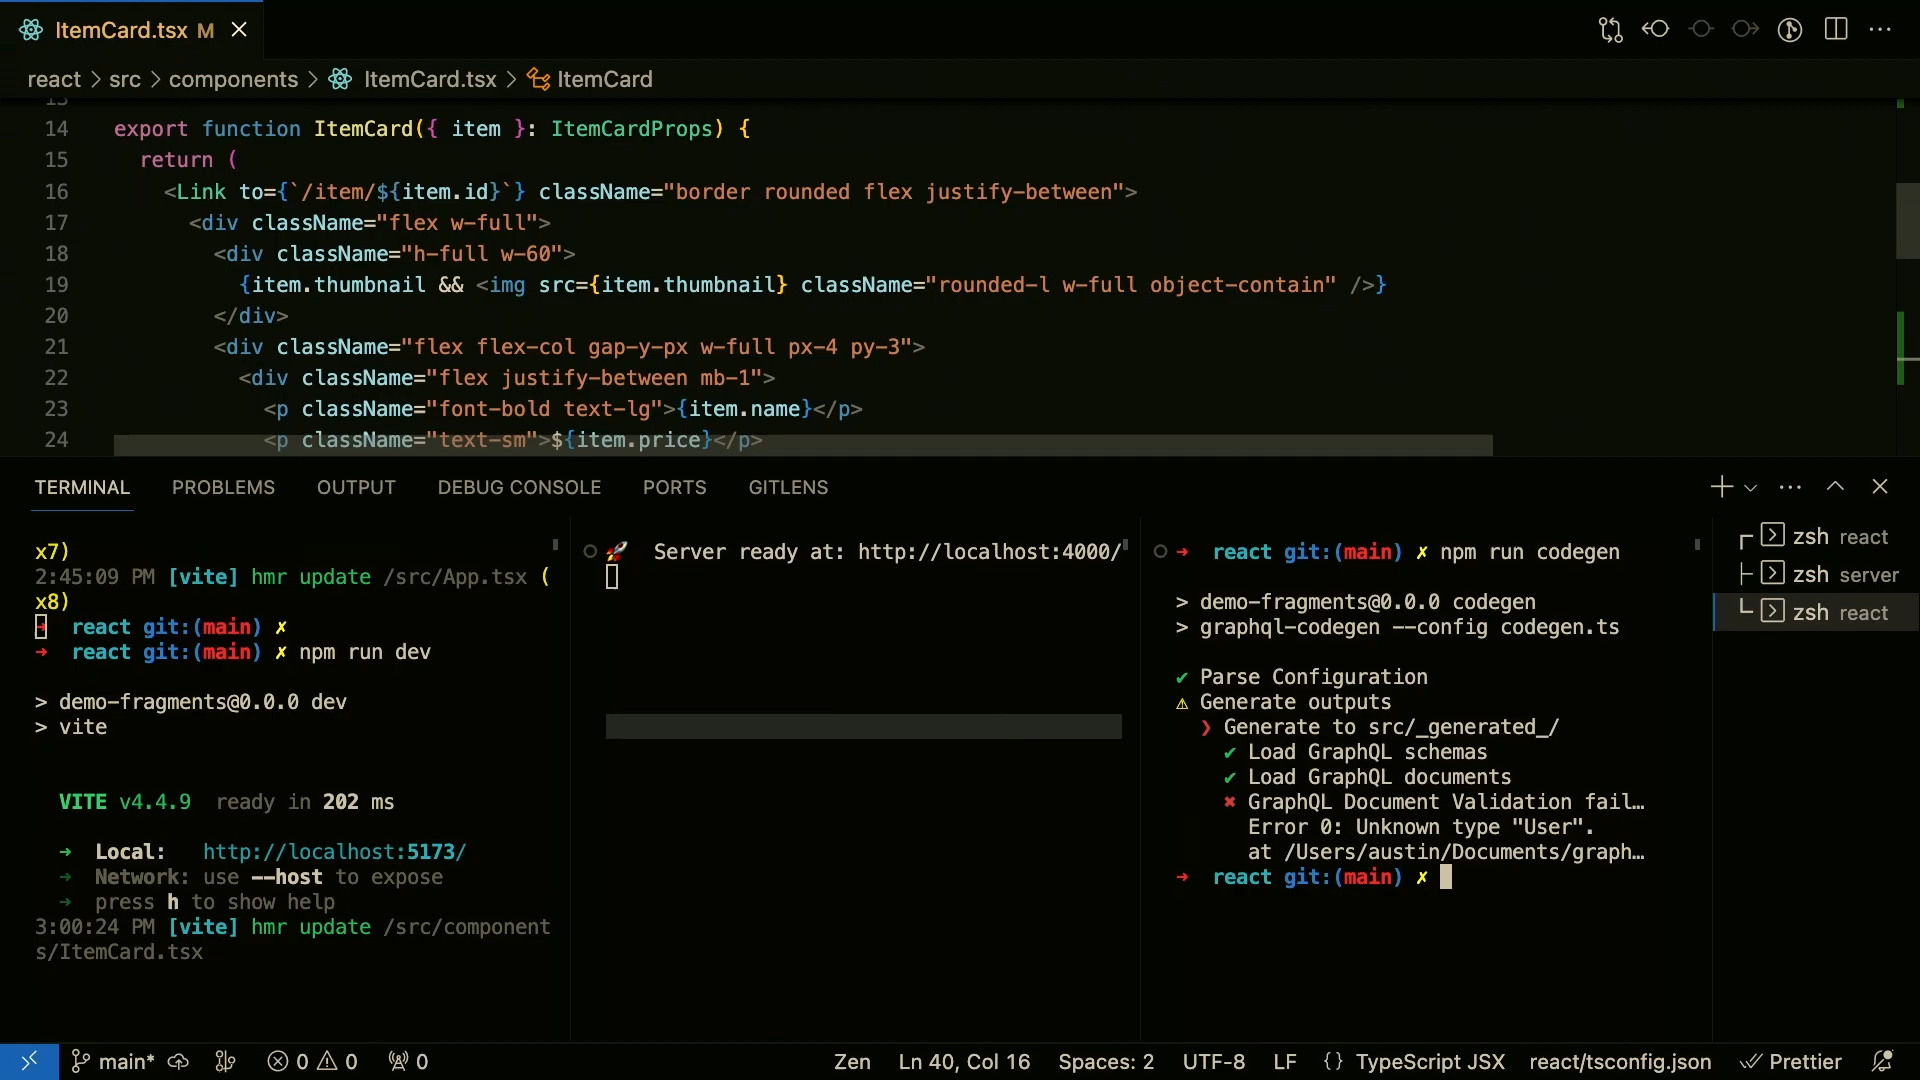 ItemCard.tsx M
react > src > components > ItemCard.tsx > ItemCard
13
14 export function ItemCard({ item }: ItemCardProps) {
15 return (
16 <Link to={`/item/${item.id}`} className="border rounded flex justify-between">
17 <div className="flex w-full">
18 <div className="h-full w-60">
19 {item.thumbnail && <img src={item.thumbnail} className="rounded-l w-full object-contain" />}
20 </div>
21 <div className="flex flex-col gap-y-px w-full px-4 py-3">
22 <div className="flex justify-between mb-1">
23 <p className="font-bold text-lg">{item.name}</p>
24 <p className="text-sm">${item.price}</p>
TERMINAL PROBLEMS OUTPUT DEBUG CONSOLE PORTS GITLENS
x7)
2:45:09 PM [vite] hmr update /src/App.tsx (
x8)
react git:(main) ✗
➜ react git:(main) ✗ npm run dev
> demo-fragments@0.0.0 dev
> vite
VITE v4.4.9 ready in 202 ms
➜ Local: http://localhost:5173/
➜ Network: use --host to expose
➜ press h to show help
3:00:24 PM [vite] hmr update /src/component
s/ItemCard.tsx
🚀 Server ready at: http://localhost:4000/
➜ react git:(main) ✗ npm run codegen
> demo-fragments@0.0.0 codegen
> graphql-codegen --config codegen.ts
✔ Parse Configuration
⚠ Generate outputs
❯ Generate to src/_generated_/
✔ Load GraphQL schemas
✔ Load GraphQL documents
✖ GraphQL Document Validation fail…
Error 0: Unknown type "User".
at /Users/austin/Documents/graph…
➜ react git:(main) ✗
zsh react
zsh server
zsh react
main* 0 0 0 Zen Ln 40, Col 16 Spaces: 2 UTF-8 LF {} TypeScript JSX react/tsconfig.json Prettier